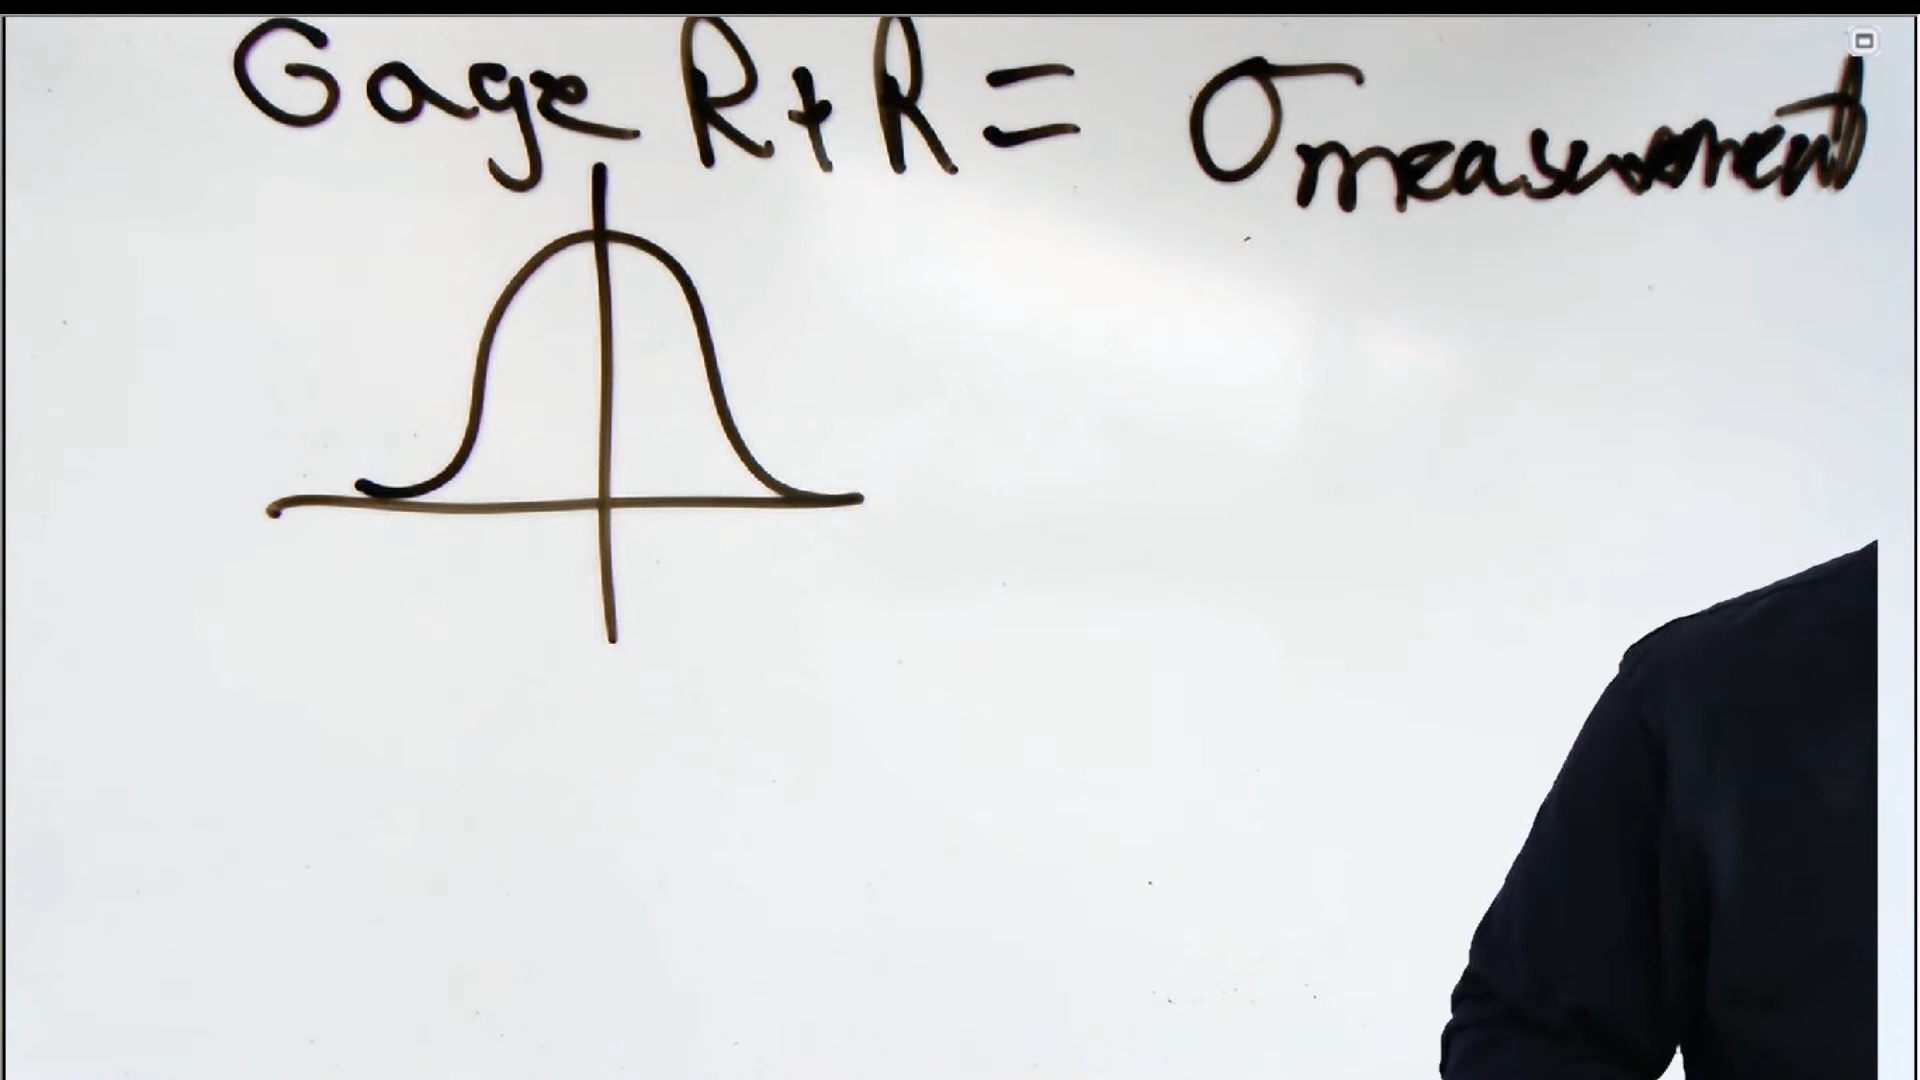 Gage R+R = σmeasurement